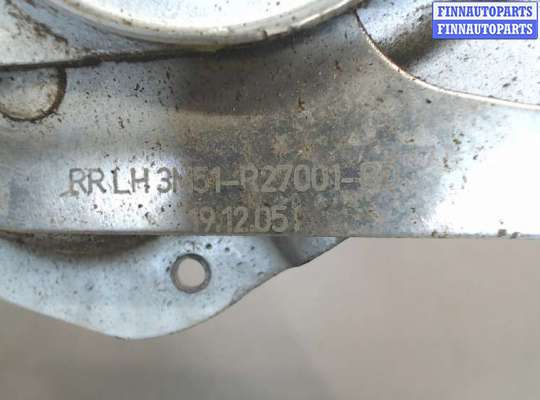 FINNAUTOPARTS
FINNAUTOPARTS
RR LH 3M51-R27001-
19.12.05